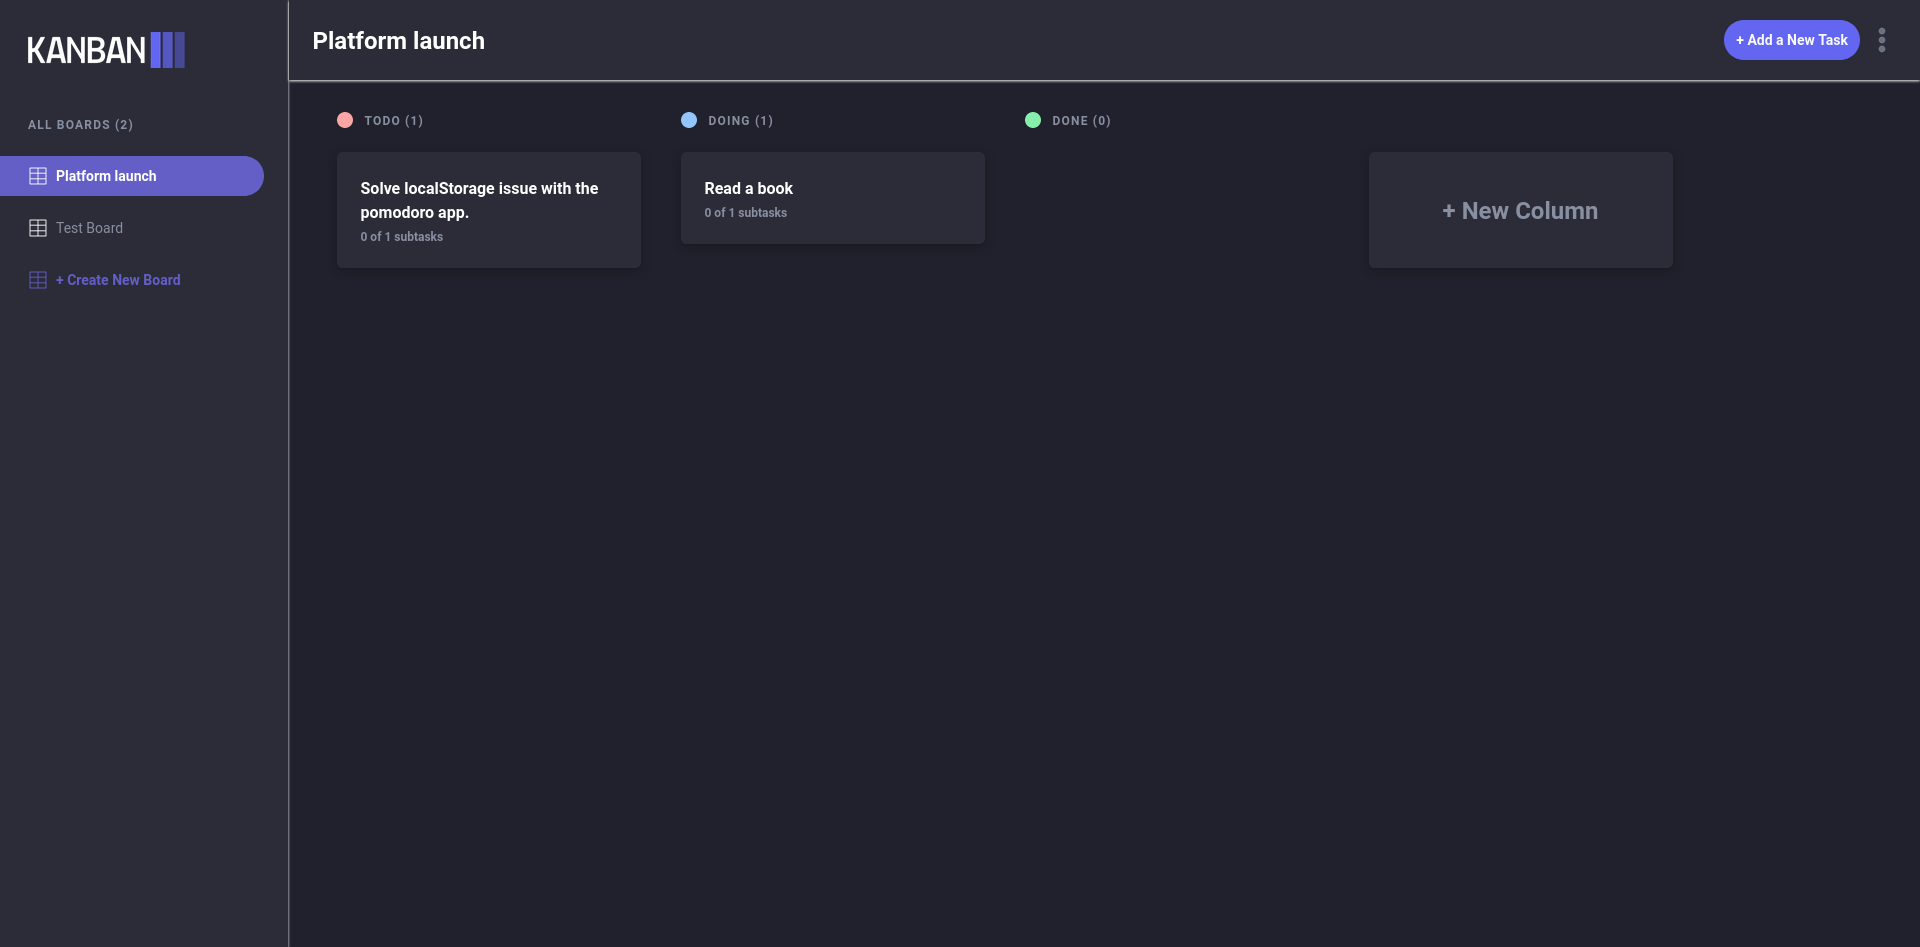 KANBAN
ALL BOARDS (2)
Platform launch
Test Board
+ Create New Board
Platform launch
+ Add a New Task
TODO (1)
Solve localStorage issue with the
pomodoro app.
0 of 1 subtasks
DOING (1)
Read a book
0 of 1 subtasks
DONE (0)
+ New Column